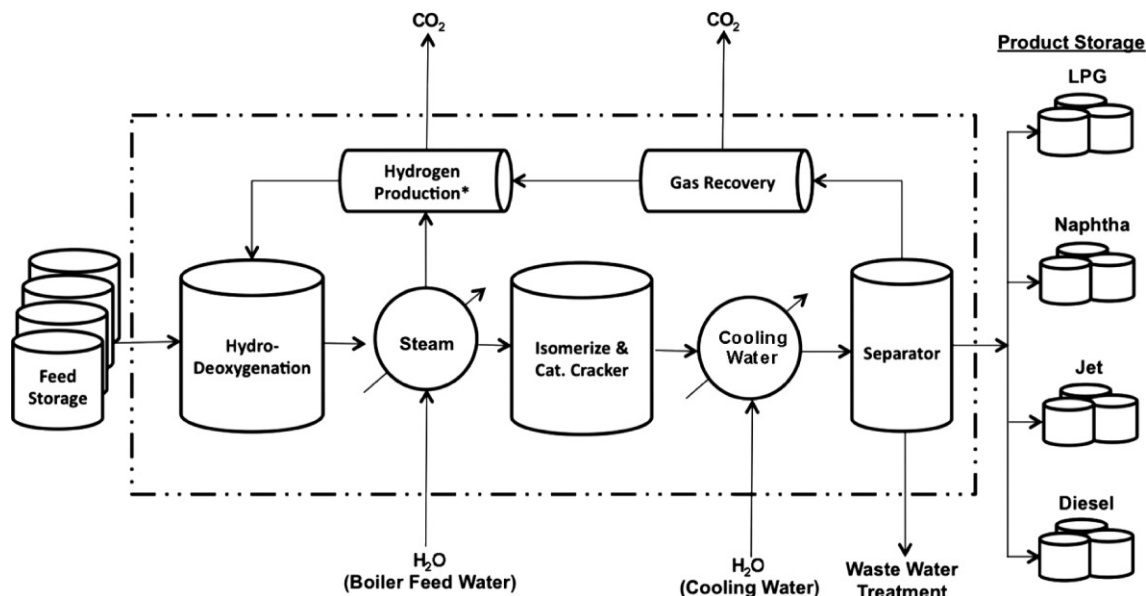 CO₂
CO₂
Product Storage
LPG
Hydrogen
Production*
Gas Recovery
Naphtha
Feed
Storage
Hydro-
Deoxygenation
Steam
Isomerize &
Cat. Cracker
Cooling
Water
Separator
Jet
Diesel
H₂O
(Boiler Feed Water)
H₂O
(Cooling Water)
Waste Water
Treatment